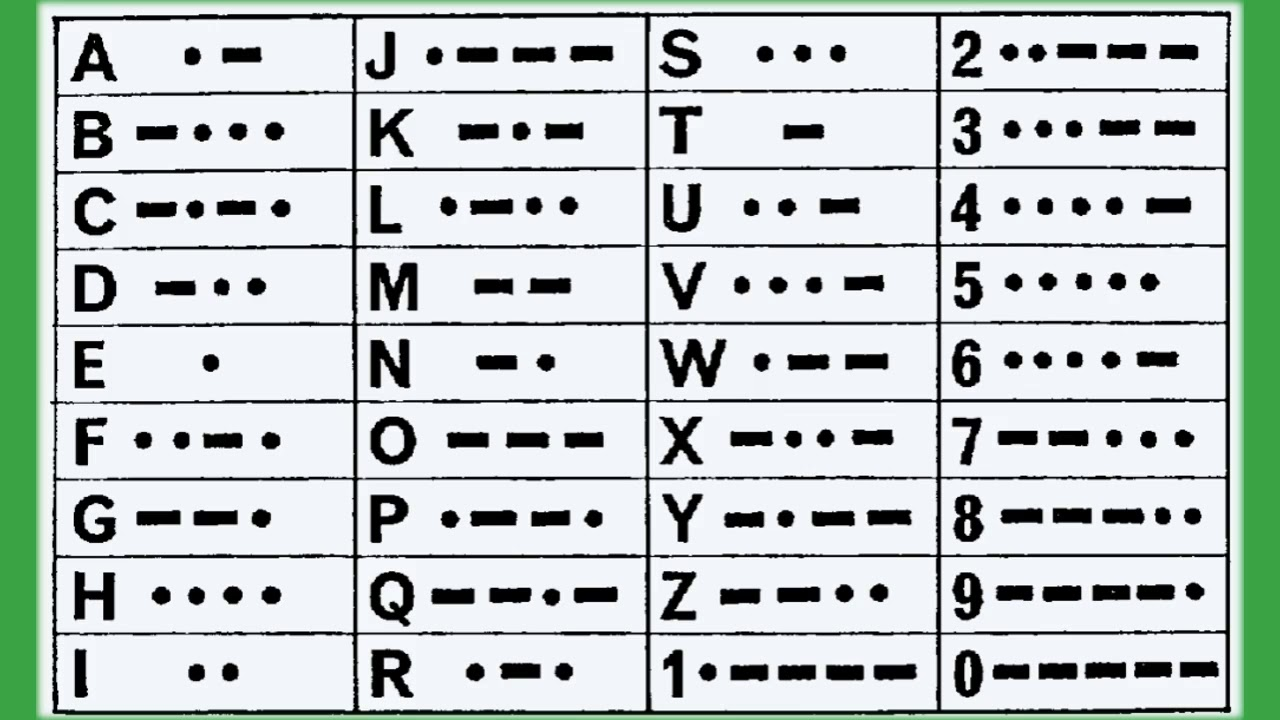 A • — J • — — — S • • • 2 • • — — —
B — • • • K — • — T — 3 • • • — —
C — • — • L • — • • U • • — 4 • • • • —
D — • • M — — V • • • — 5 • • • • •
E • N — • W • — — 6 • • • • —
F • • — • O — — — X — • • — 7 — — • • •
G — — • P • — — • Y — • — — 8 — — — • •
H • • • • Q — — • — Z — — • • 9 — — — — •
I • • R • — • 1 • — — — — 0 — — — — —